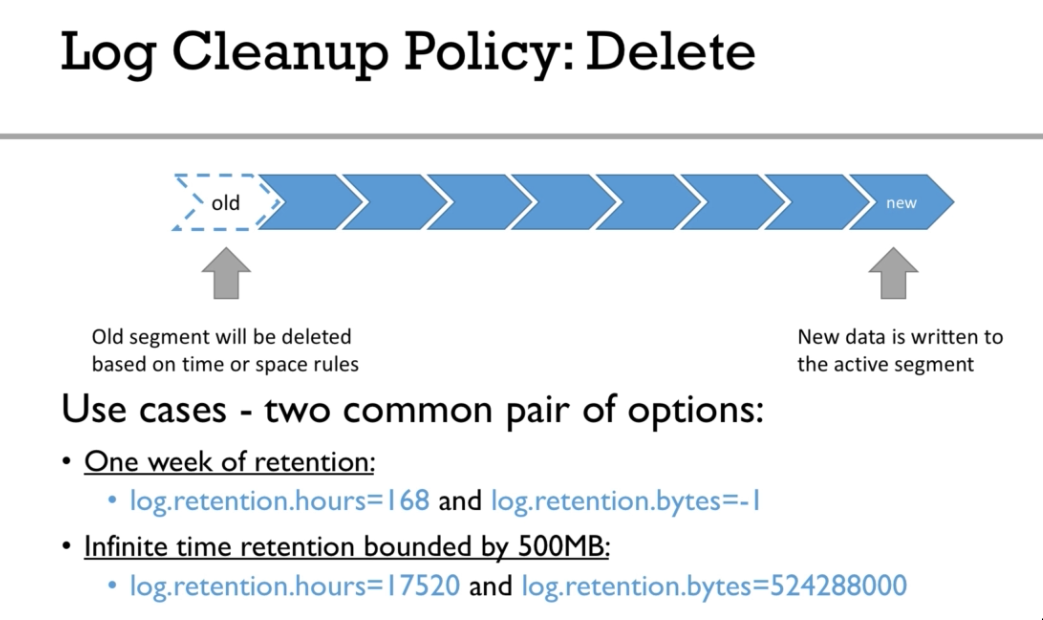 Log Cleanup Policy: Delete
old
new
Old segment will be deleted
based on time or space rules
New data is written to
the active segment
Use cases - two common pair of options:
• One week of retention:
• log.retention.hours=168 and log.retention.bytes=-1
• Infinite time retention bounded by 500MB:
• log.retention.hours=17520 and log.retention.bytes=524288000